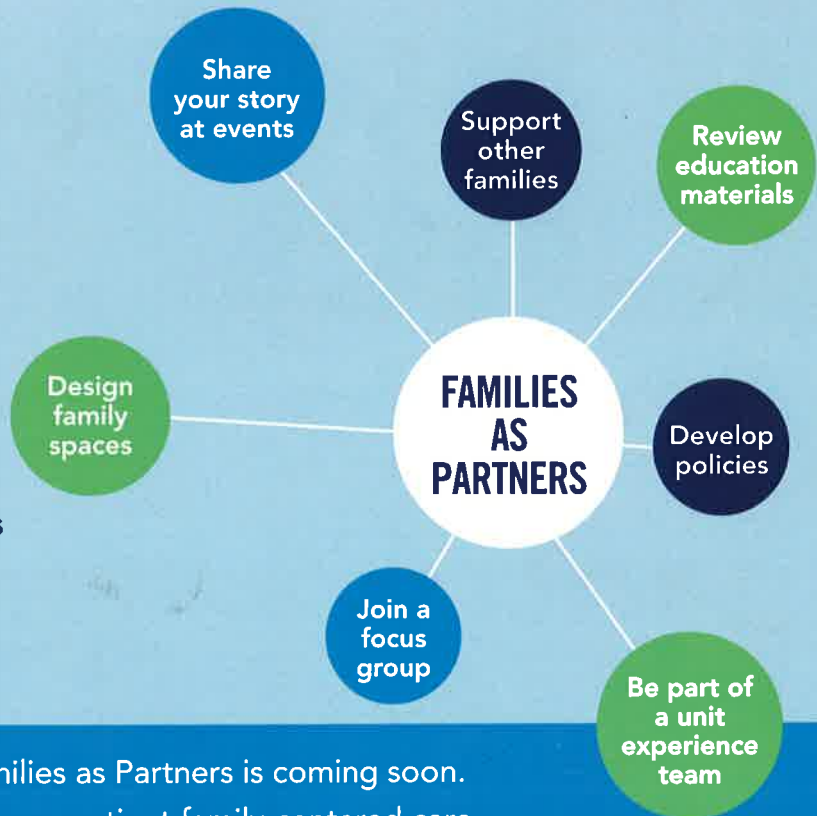 Share
your story
at events
Support
other
families
Review
education
materials
Design
family
spaces
FAMILIES
AS
PARTNERS
Develop
policies
Join a
focus
group
Be part of
a unit
experience
team
as Partners is coming soon.